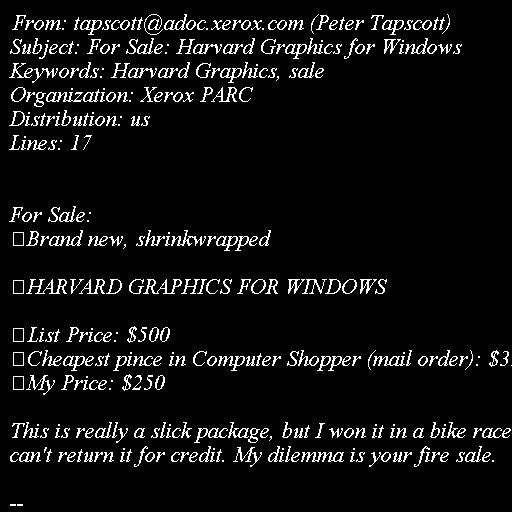 From: tapscott@adoc.xerox.com (Peter Tapscott)
Subject: For Sale: Harvard Graphics for Windows
Keywords: Harvard Graphics, sale
Organization: Xerox PARC
Distribution: us
Lines: 17
For Sale:
Brand new, shrinkwrapped
HARVARD GRAPHICS FOR WINDOWS
List Price: $500
Cheapest pince in Computer Shopper (mail order): $3
My Price: $250
This is really a slick package, but I won it in a bike race
can't return it for credit. My dilemma is your fire sale.
--